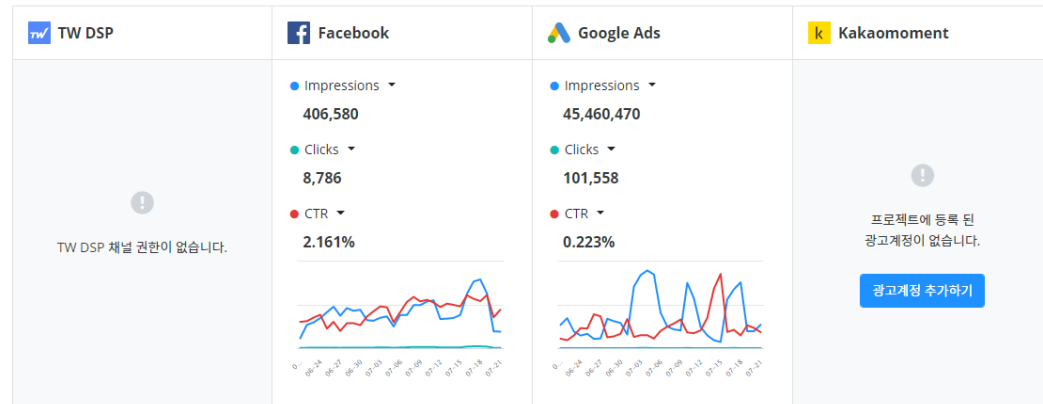 TW DSP
TW DSP 채널 권한이 없습니다.
Facebook
Impressions
406,580
Clicks
8,786
CTR
2.161%
0... 06-24 06-27 06-30 07-03 07-06 07-09 07-12 07-15 07-18 07-21
Google Ads
Impressions
45,460,470
Clicks
101,558
CTR
0.223%
0... 06-24 06-27 06-30 07-03 07-06 07-09 07-12 07-15 07-18 07-21
k Kakaomoment
프로젝트에 등록 된
광고계정이 없습니다.
광고계정 추가하기